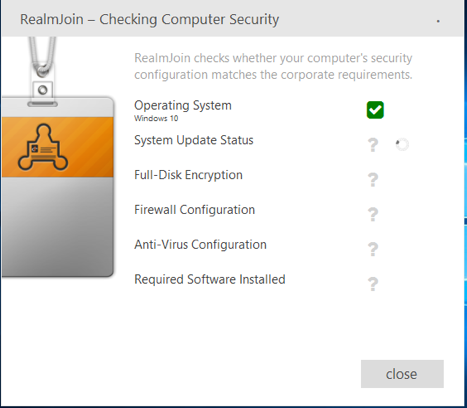 RealmJoin – Checking Computer Security
RealmJoin checks whether your computer's security
configuration matches the corporate requirements.
Operating System
Windows 10
System Update Status
?
Full-Disk Encryption
?
Firewall Configuration
?
Anti-Virus Configuration
?
Required Software Installed
?
close